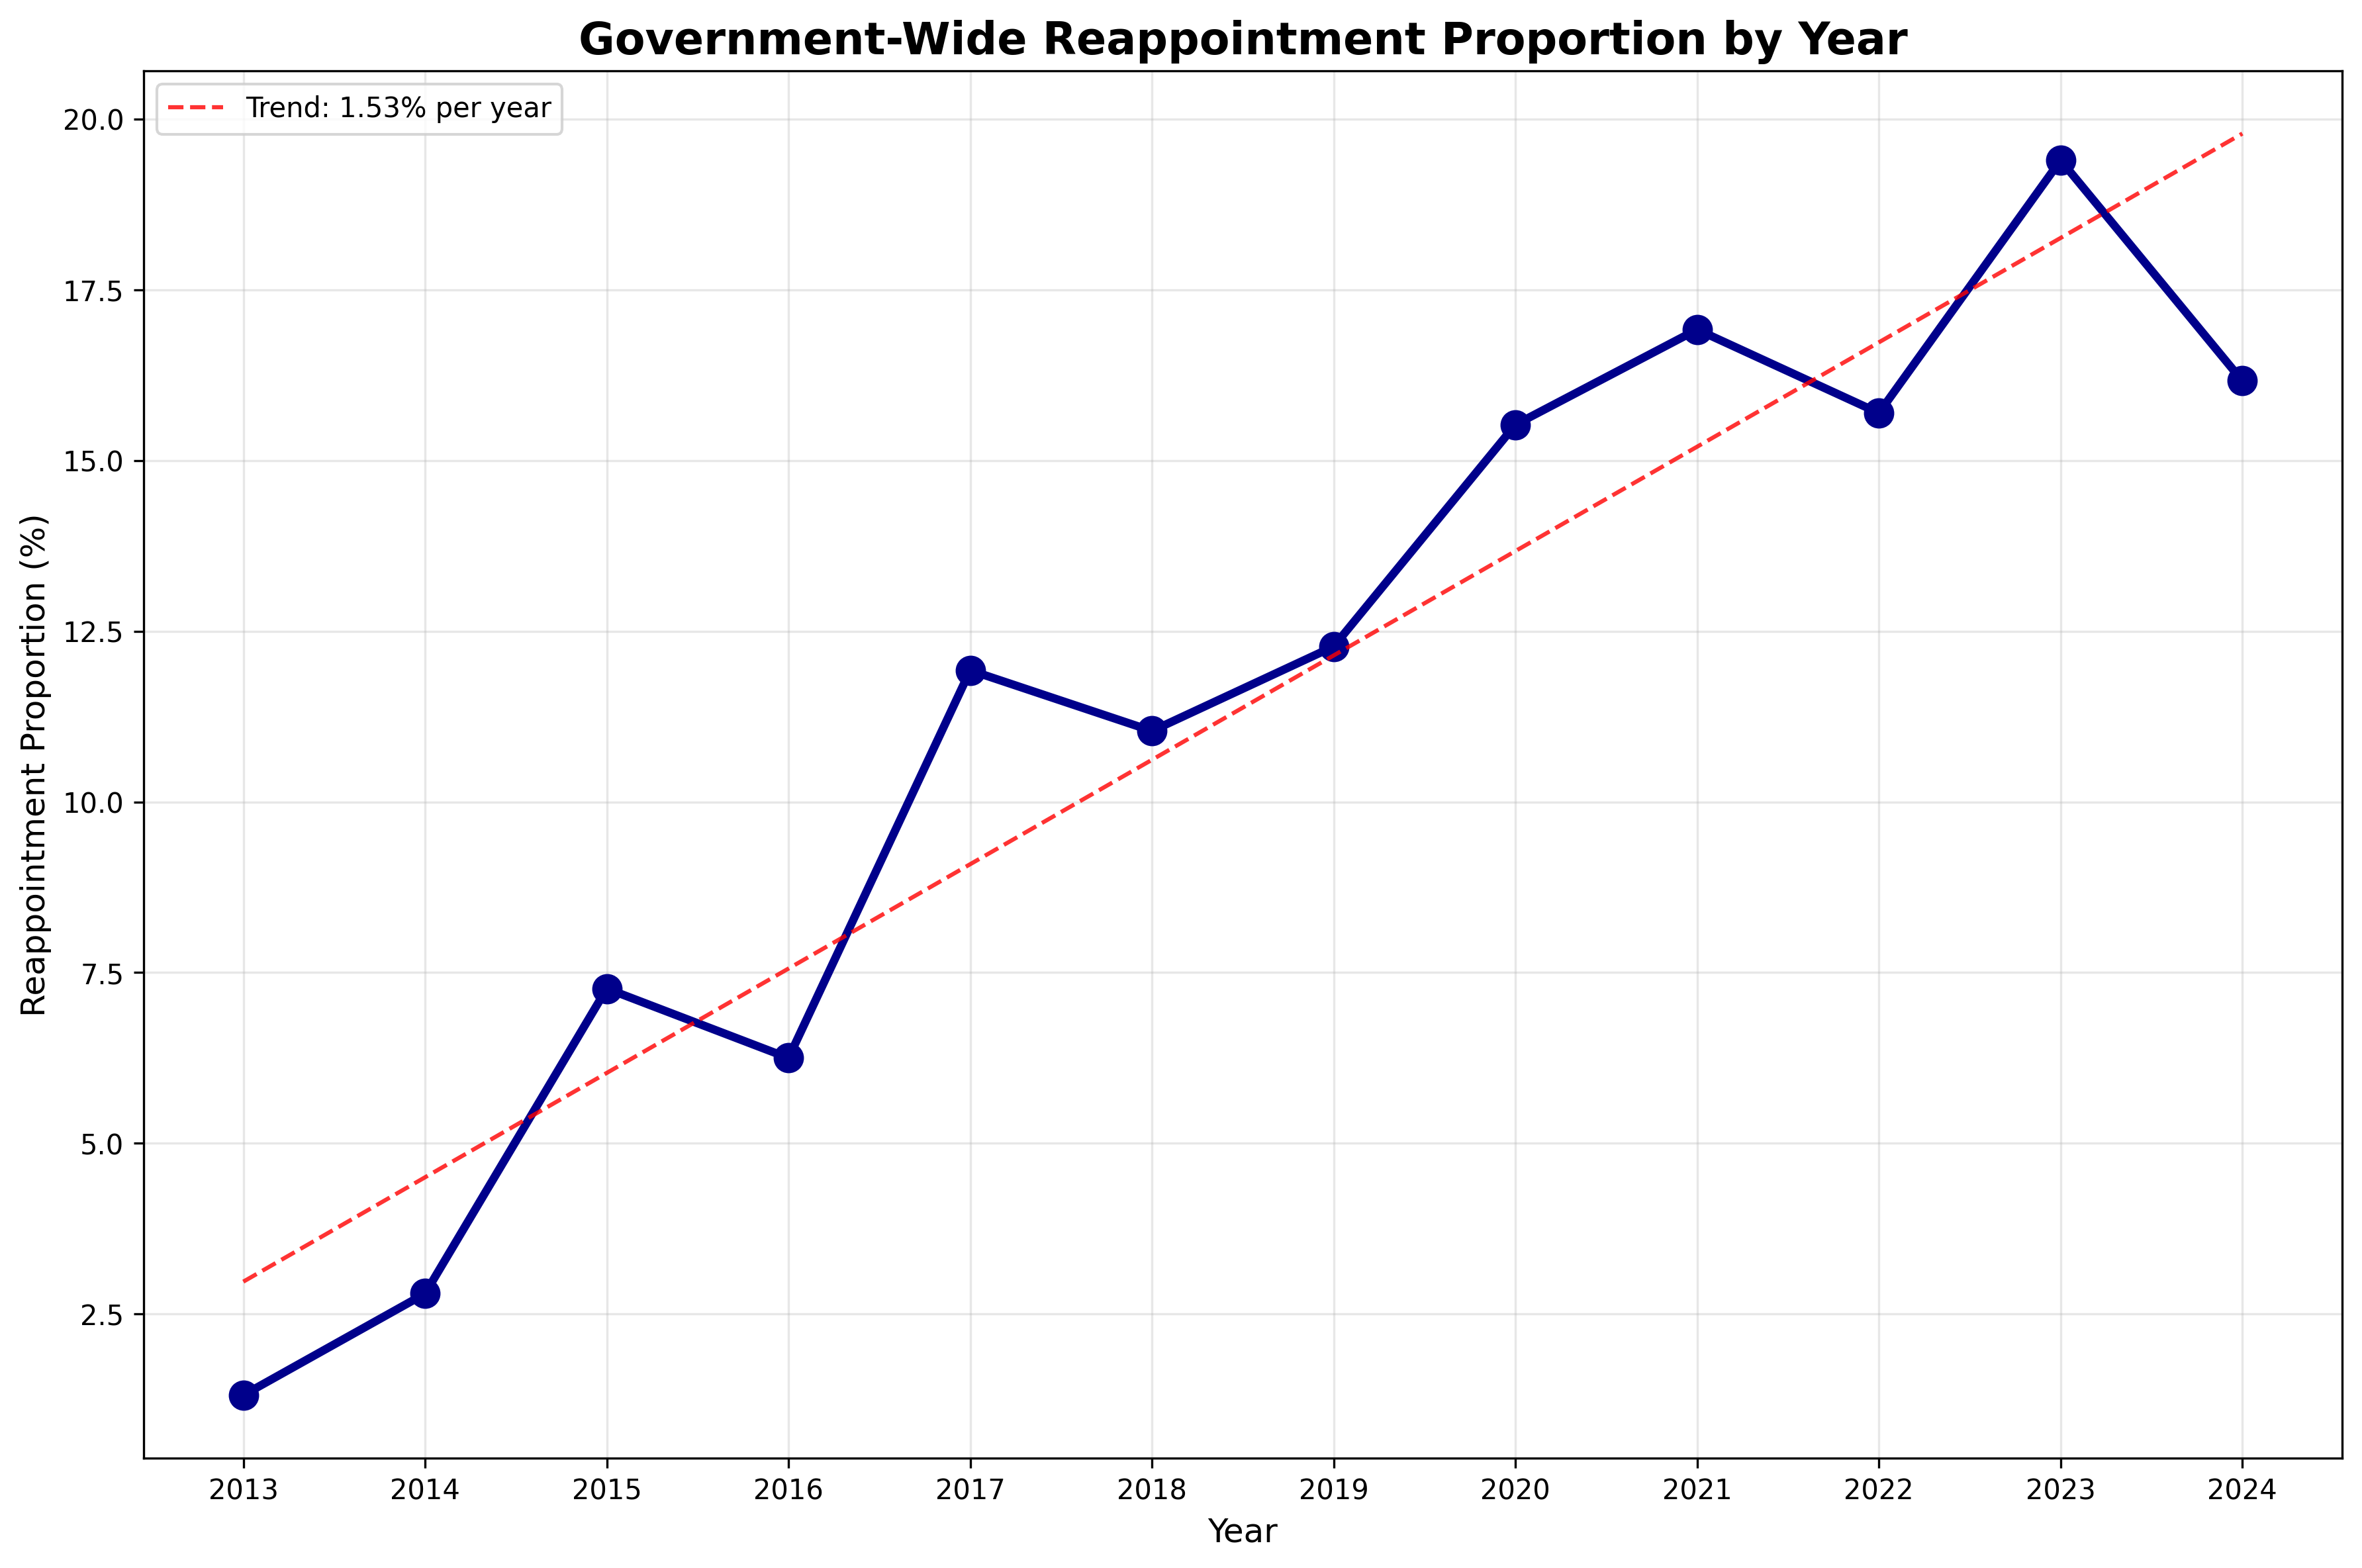 Government-Wide Reappointment Proportion by Year
Trend: 1.53% per year
Reappointment Proportion (%)
20.0
17.5
15.0
12.5
10.0
7.5
5.0
2.5
2013 2014 2015 2016 2017 2018 2019 2020 2021 2022 2023 2024
Year